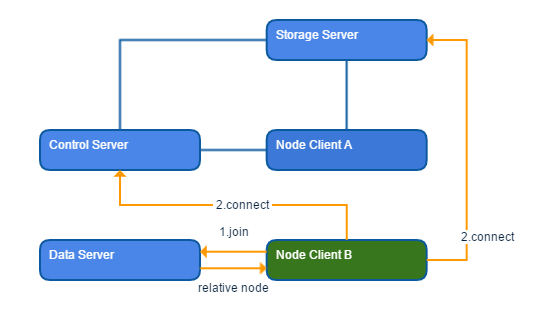 Storage Server
Control Server
Node Client A
2.connect
1.join
2.connect
Data Server
Node Client B
relative node